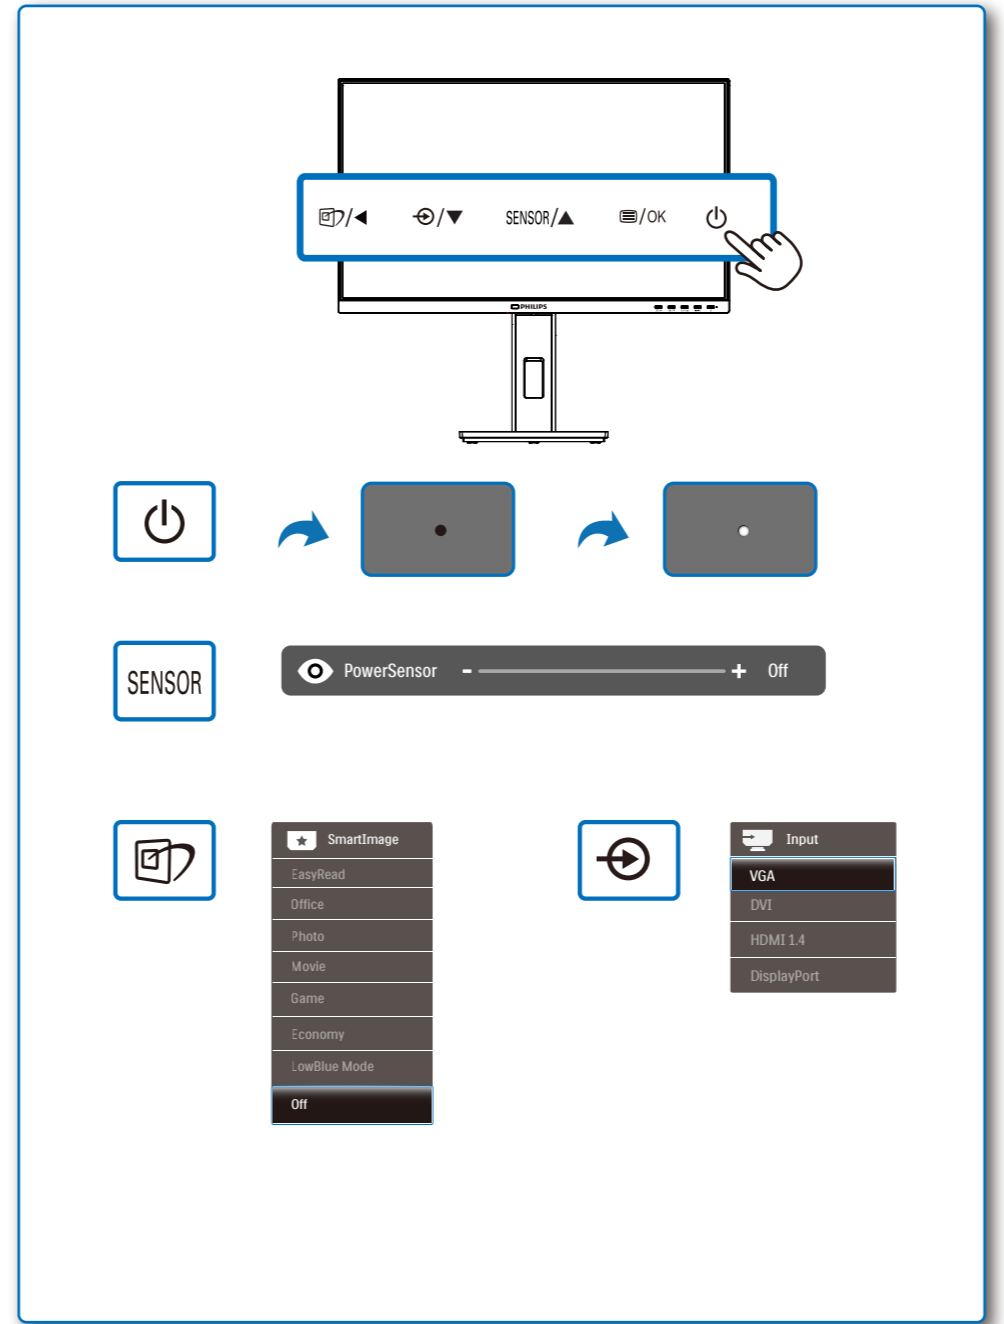 /◀ /▼ SENSOR/▲ /OK
PHILIPS
SENSOR
PowerSensor - + Off
SmartImage
EasyRead
Office
Photo
Movie
Game
Economy
LowBlue Mode
Off
Input
VGA
DVI
HDMI 1.4
DisplayPort